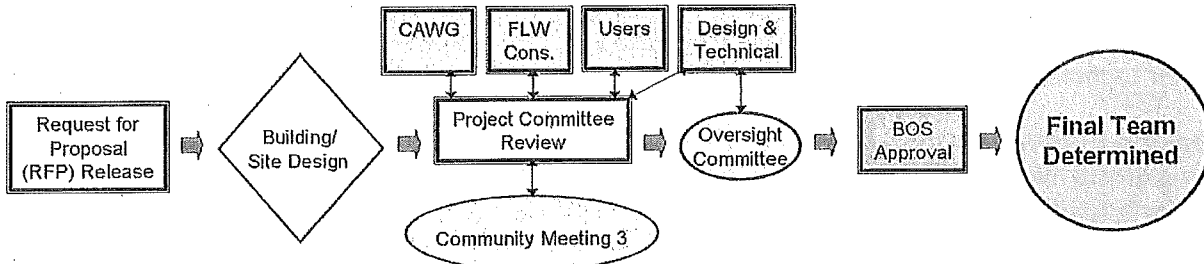 Request for
Proposal
(RFP) Release
Building/
Site Design
CAWG
FLW
Cons.
Users
Design &
Technical
Project Committee
Review
Community Meeting 3
Oversight
Committee
BOS
Approval
Final Team
Determined